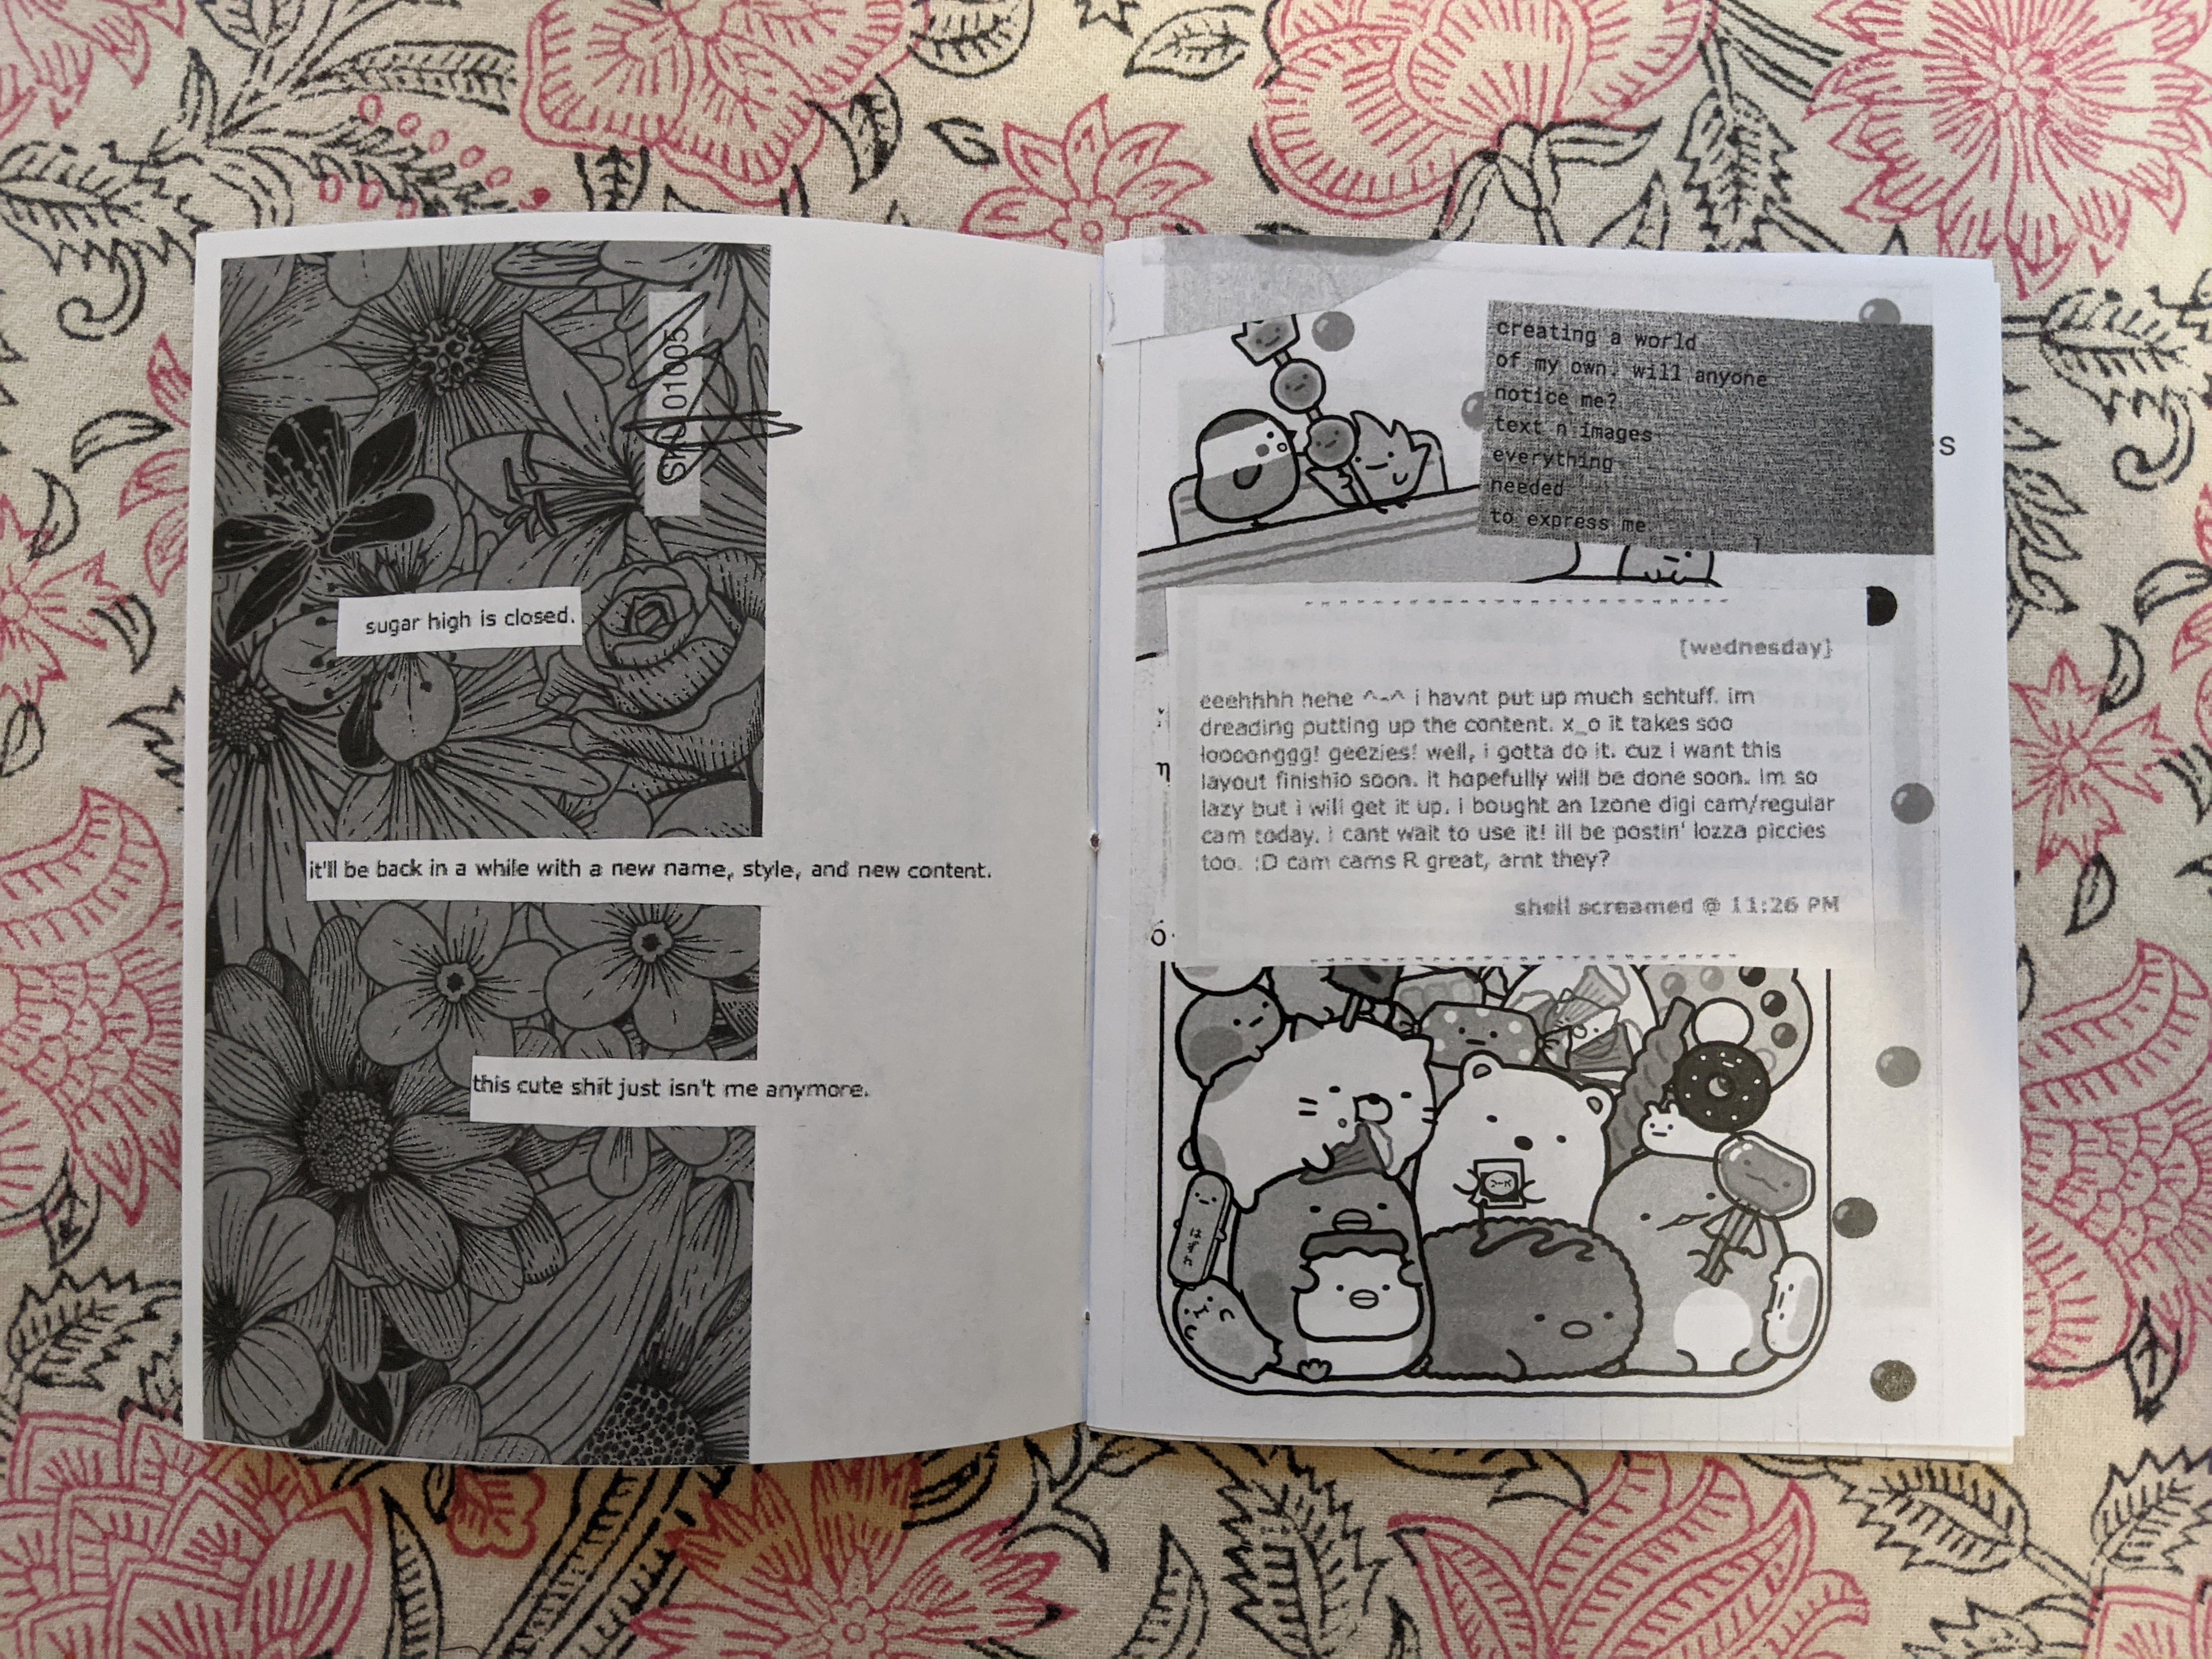 sugar high is closed.
it'll be back in a while with a new name, style, and new content.
this cute shit just isn't me anymore.
creating a world
of my own. will anyone
notice me?
text n images
everything
needed
to express me
s
[wednesday]
eeehhhh hehe ^-^ i havnt put up much schtuff. im
dreading putting up the content. x_o it takes soo
loooonggg! geezies! well, i gotta do it. cuz i want this
layout finishio soon. it hopefully will be done soon. im so
lazy but i will get it up. i bought an Izone digi cam/regular
cam today. i cant wait to use it! ill be postin' lozza piccies
too. :D cam cams R great, arnt they?
shell screamed @ 11:26 PM